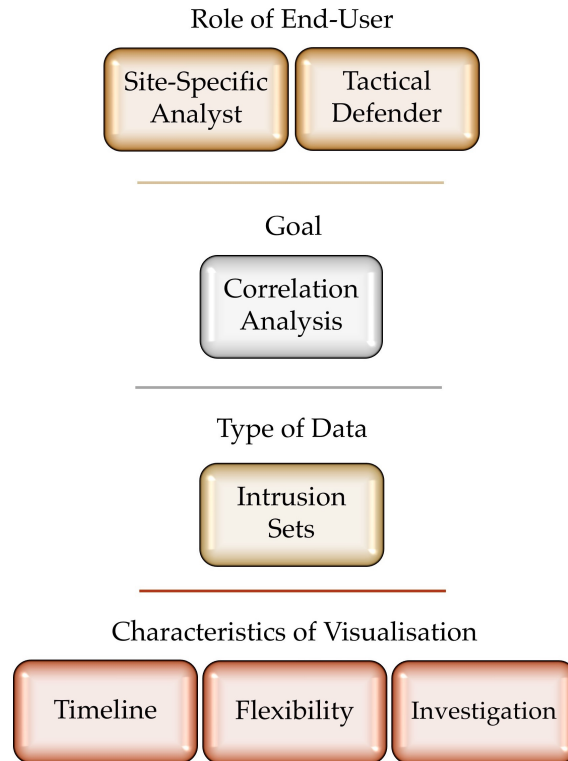 Role of End-User
Site-Specific
Analyst
Tactical
Defender
Goal
Correlation
Analysis
Type of Data
Intrusion
Sets
Characteristics of Visualisation
Timeline
Flexibility
Investigation